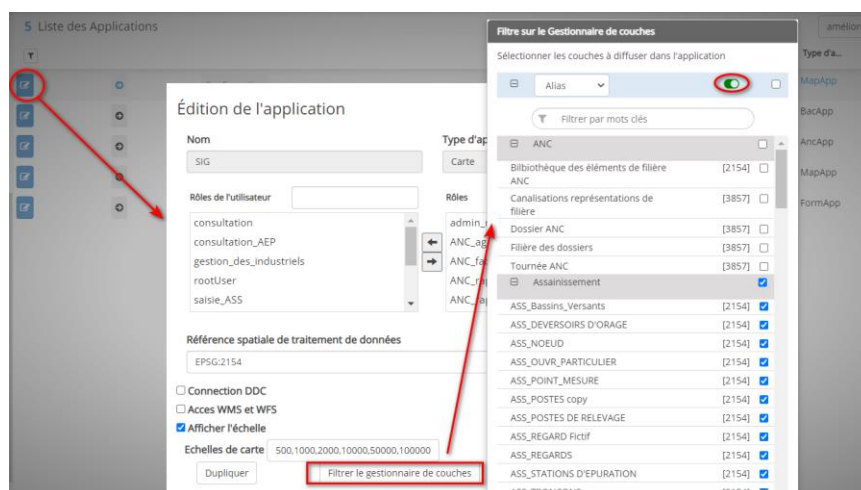 5 Liste des Applications
amélior
Type d'a...
MapApp
BacApp
AncApp
MapApp
FormApp
Édition de l'application
Nom
Type d'ap
SIG
Carte
Rôles de l'utilisateur
Rôles
consultation
consultation_AEP
gestion_des_industriels
rootUser
saisie_ASS
admin_r
ANC_ag
ANC_fac
ANC_rap
ANC_rap
Référence spatiale de traitement de données
EPSG:2154
Connection DDC
Acces WMS et WFS
Afficher l'échelle
Echelles de carte 500,1000,2000,10000,50000,100000
Dupliquer
Filtrer le gestionnaire de couches
Filtre sur le Gestionnaire de couches
Sélectionner les couches à diffuser dans l'application
Alias
Filtrer par mots clés
ANC
Bilbiothèque des éléments de filière [2154]
ANC
Canalisations représentations de [3857]
filière
Dossier ANC [3857]
Filière des dossiers [3857]
Tournée ANC [3857]
Assainissement
ASS_Bassins_Versants [2154]
ASS_DEVERSOIRS D'ORAGE [2154]
ASS_NOEUD [2154]
ASS_OUVR_PARTICULIER [2154]
ASS_POINT_MESURE [2154]
ASS_POSTES copy [2154]
ASS_POSTES DE RELEVAGE [2154]
ASS_REGARD Fictif [2154]
ASS_REGARDS [2154]
ASS_STATIONS D'EPURATION [2154]